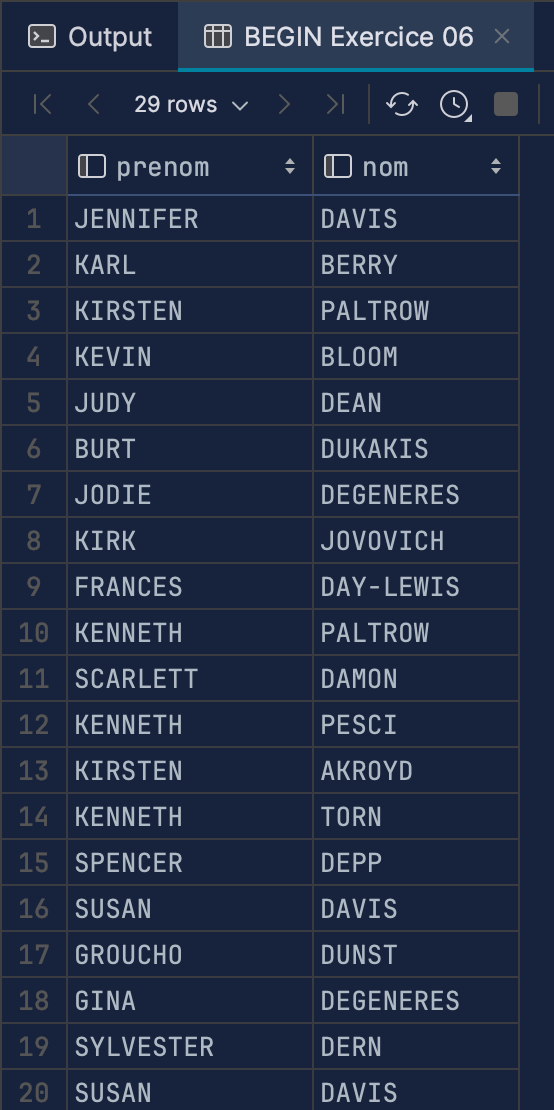 Output BEGIN Exercice 06
29 rows
prenom nom
1 JENNIFER DAVIS
2 KARL BERRY
3 KIRSTEN PALTROW
4 KEVIN BLOOM
5 JUDY DEAN
6 BURT DUKAKIS
7 JODIE DEGENERES
8 KIRK JOVOVICH
9 FRANCES DAY-LEWIS
10 KENNETH PALTROW
11 SCARLETT DAMON
12 KENNETH PESCI
13 KIRSTEN AKROYD
14 KENNETH TORN
15 SPENCER DEPP
16 SUSAN DAVIS
17 GROUCHO DUNST
18 GINA DEGENERES
19 SYLVESTER DERN
20 SUSAN DAVIS